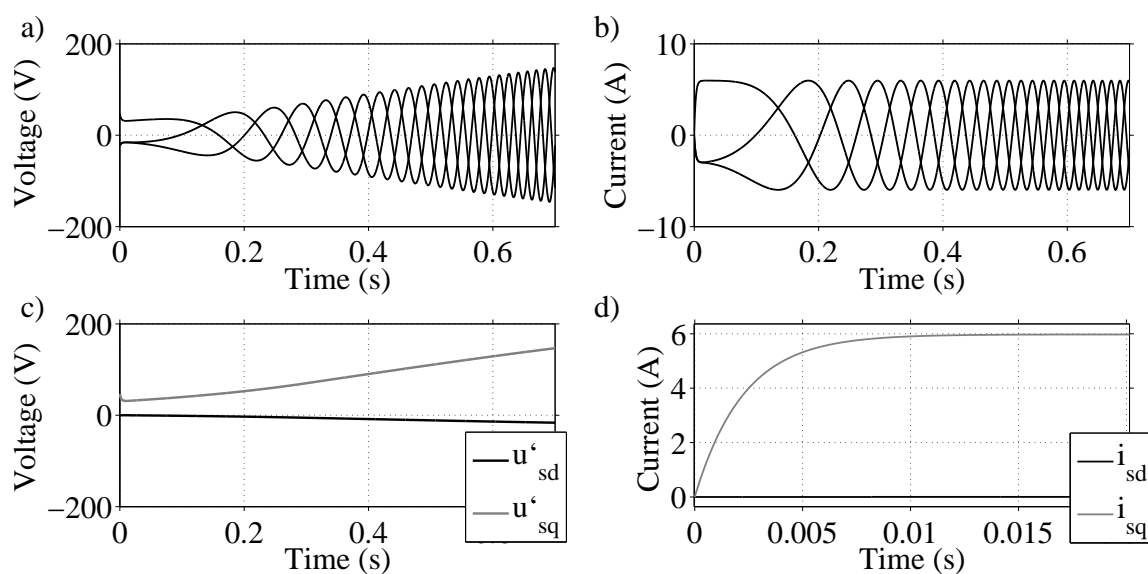 a)
200
0
−200
Voltage (V)
0
0.2
0.4
0.6
Time (s)
b)
10
0
−10
Current (A)
0
0.2
0.4
0.6
Time (s)
c)
200
0
−200
Voltage (V)
0
0.2
0.4
Time (s)
u‘sd
u‘sq
d)
6
4
2
0
Current (A)
0
0.005
0.01
0.015
Time (s)
isd
isq